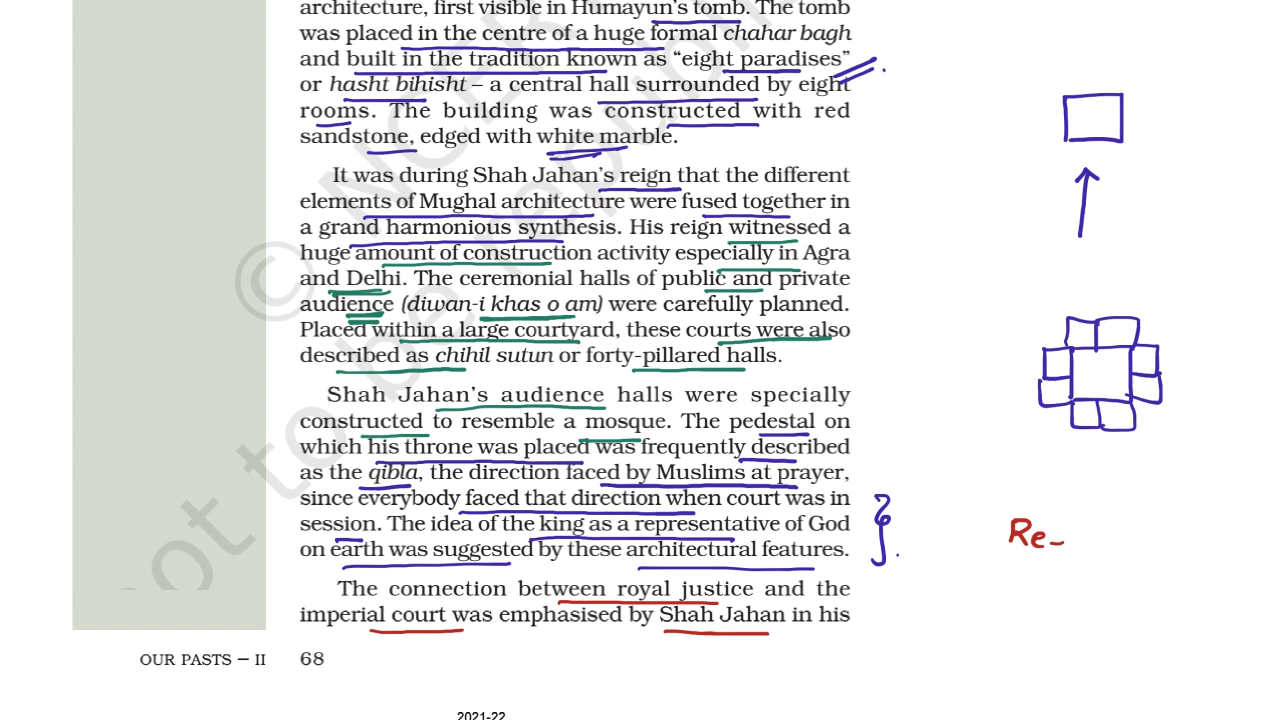 architecture, first visible in Humayun's tomb. The tomb
was placed in the centre of a huge formal chahar bagh
and built in the tradition known as “eight paradises”
or hasht bihisht – a central hall surrounded by eight
rooms. The building was constructed with red
sandstone, edged with white marble.
It was during Shah Jahan's reign that the different
elements of Mughal architecture were fused together in
a grand harmonious synthesis. His reign witnessed a
huge amount of construction activity especially in Agra
and Delhi. The ceremonial halls of public and private
audience (diwan-i khas o am) were carefully planned.
Placed within a large courtyard, these courts were also
described as chihil sutun or forty-pillared halls.
Shah Jahan's audience halls were specially
constructed to resemble a mosque. The pedestal on
which his throne was placed was frequently described
as the qibla, the direction faced by Muslims at prayer,
since everybody faced that direction when court was in
session. The idea of the king as a representative of God
on earth was suggested by these architectural features.
The connection between royal justice and the
imperial court was emphasised by Shah Jahan in his
OUR PASTS – II 68
2021-22
Re-
© NCER
not to be republi